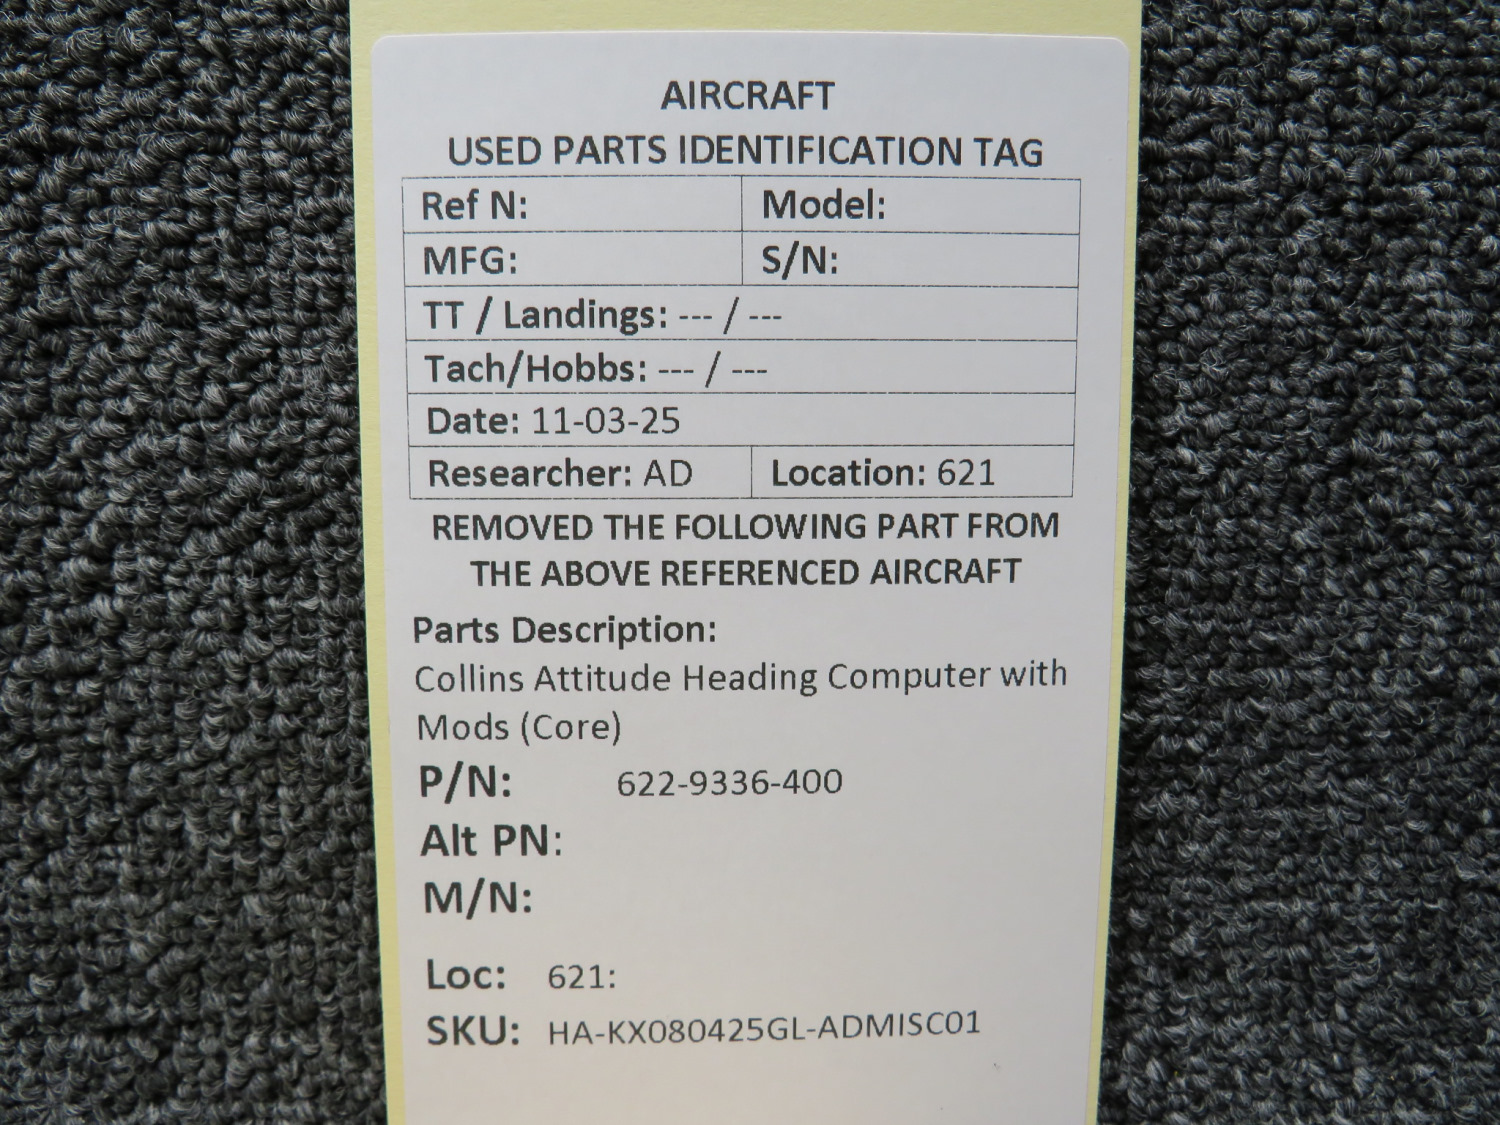 AIRCRAFT
USED PARTS IDENTIFICATION TAG
Ref N: Model:
MFG: S/N:
TT / Landings: --- / ---
Tach/Hobbs: --- / ---
Date: 11-03-25
Researcher: AD Location: 621
REMOVED THE FOLLOWING PART FROM
THE ABOVE REFERENCED AIRCRAFT
Parts Description:
Collins Attitude Heading Computer with
Mods (Core)
P/N: 622-9336-400
Alt PN:
M/N:
Loc: 621:
SKU: HA-KX080425GL-ADMISC01